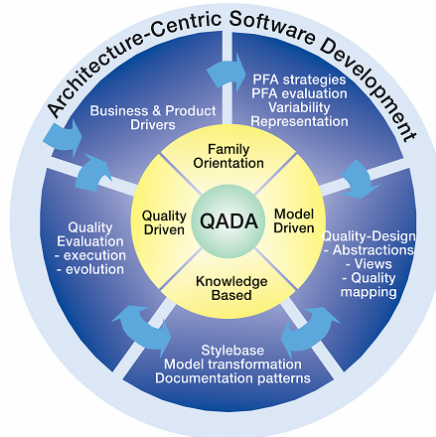 Architecture-Centric Software Development
Business & Product
Drivers
PFA strategies
PFA evaluation
Variability
Representation
Family
Orientation
Quality
Driven
QADA
Model
Driven
Knowledge
Based
Quality
Evaluation
- execution
- evolution
Quality-Design
- Abstractions
- Views
- Quality
mapping
Stylebase
Model transformation
Documentation patterns